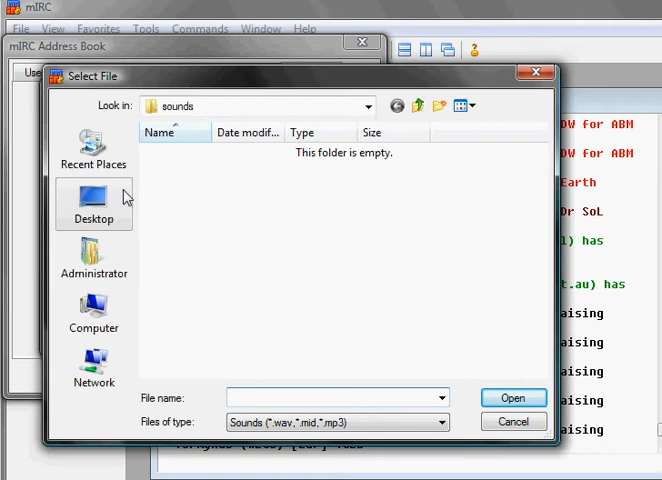 mIRC
File View Favorites Tools Commands Window Help
mIRC Address Book
Use
Select File
Look in: sounds
Name Date modif... Type Size
This folder is empty.
Recent Places
Desktop
Administrator
Computer
Network
File name:
Open
Files of type: Sounds (*.wav,*.mid,*.mp3)
Cancel
DW for ABM
DW for ABM
Earth
Dr SoL
l) has
t.au) has
aising
aising
aising
aising
aising